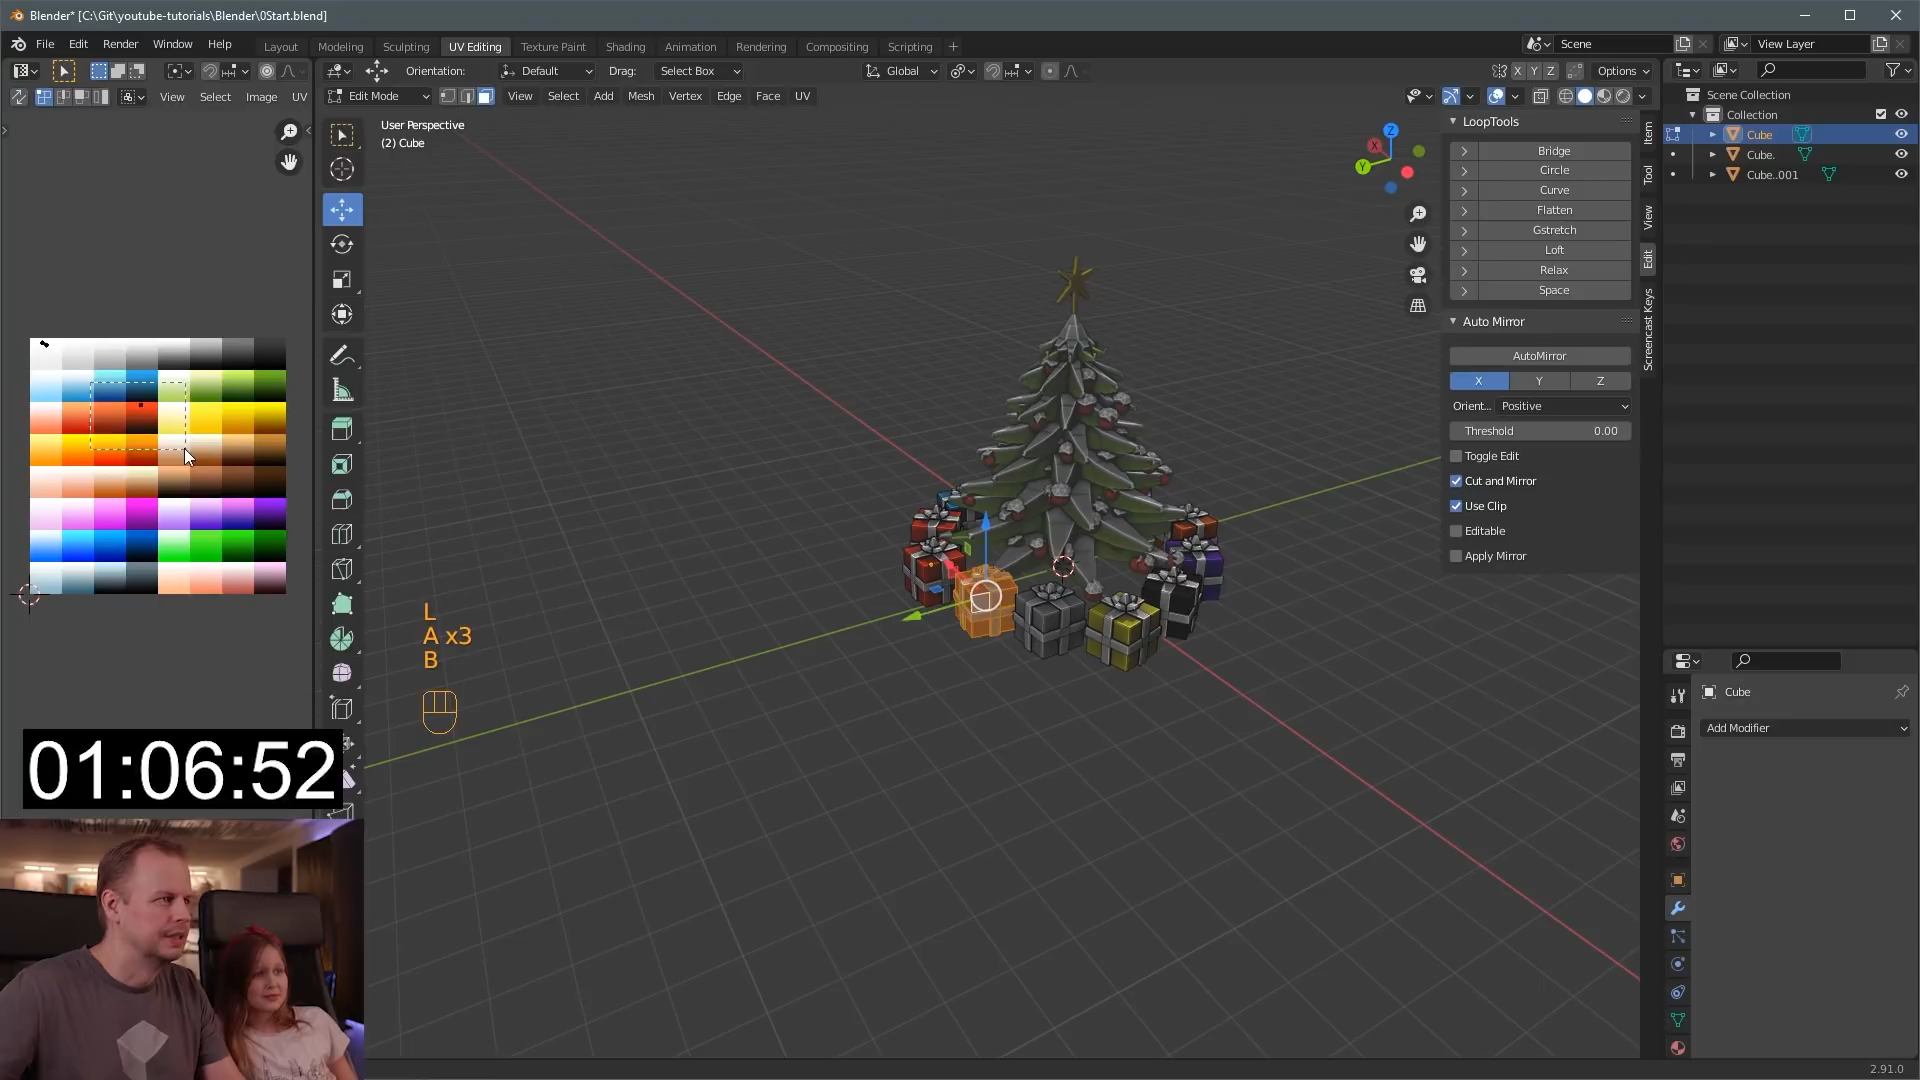 Blender* [C:\Git\youtube-tutorials\Blender\0Start.blend]
File Edit Render Window Help
Layout Modeling Sculpting UV Editing Texture Paint Shading Animation Rendering Compositing Scripting +
Scene
View Layer
Orientation: Default Drag: Select Box
Global
X Y Z Options
View Select Image UV
Edit Mode View Select Add Mesh Vertex Edge Face UV
User Perspective
(2) Cube
Z
X
Y
LoopTools
Bridge
Circle
Curve
Flatten
Gstretch
Loft
Relax
Space
Auto Mirror
AutoMirror
X Y Z
Orient... Positive
Threshold 0.00
Toggle Edit
Cut and Mirror
Use Clip
Editable
Apply Mirror
Item
Tool
View
Edit
Screencast Keys
Scene Collection
Collection
Cube
Cube.
Cube..001
Cube
Add Modifier
L
A x3
B
01:06:52
2.91.0